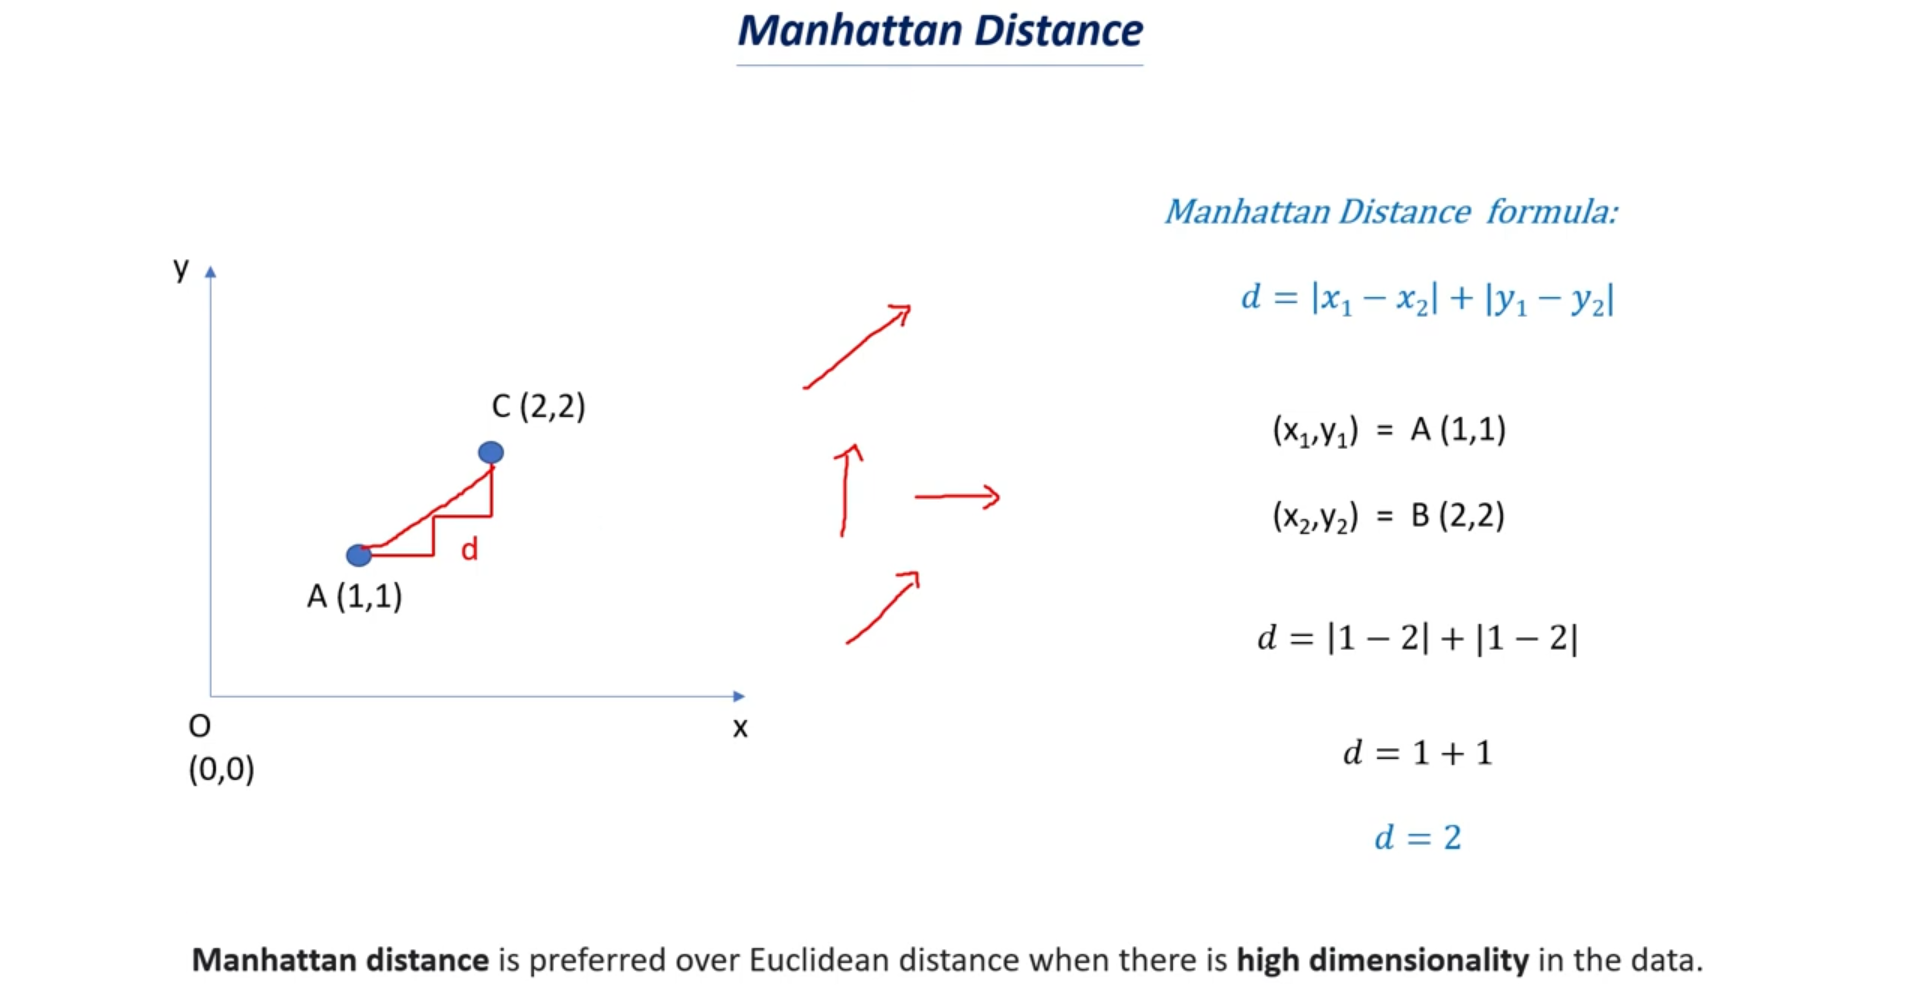 Manhattan Distance
Manhattan Distance formula:
y
d = |x₁ − x₂| + |y₁ − y₂|
C (2,2)
(x₁,y₁) = A (1,1)
(x₂,y₂) = B (2,2)
d
A (1,1)
d = |1 − 2| + |1 − 2|
O
x
(0,0)
d = 1 + 1
d = 2
Manhattan distance is preferred over Euclidean distance when there is high dimensionality in the data.